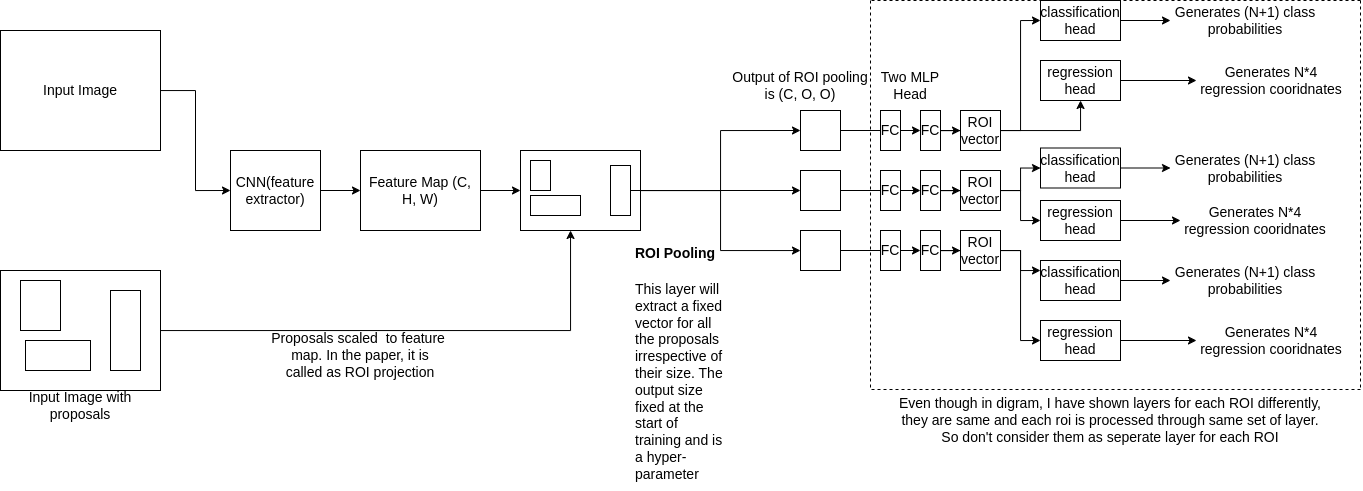 Input Image
CNN(feature
extractor)
Feature Map (C,
H, W)
Input Image with
proposals
Proposals scaled  to feature
map. In the paper, it is
called as ROI projection
ROI Pooling
This layer will
extract a fixed
vector for all
the proposals
irrespective of
their size. The
output size
fixed at the
start of
training and is
a hyper-
parameter
Output of ROI pooling
is (C, O, O)
Two MLP
Head
FC
FC
ROI
vector
classification
head
Generates (N+1) class
probabilities
regression
head
Generates N*4
regression cooridnates
FC
FC
ROI
vector
classification
head
Generates (N+1) class
probabilities
regression
head
Generates N*4
regression cooridnates
FC
FC
ROI
vector
classification
head
Generates (N+1) class
probabilities
regression
head
Generates N*4
regression cooridnates
Even though in digram, I have shown layers for each ROI differently,
they are same and each roi is processed through same set of layer.
So don't consider them as seperate layer for each ROI